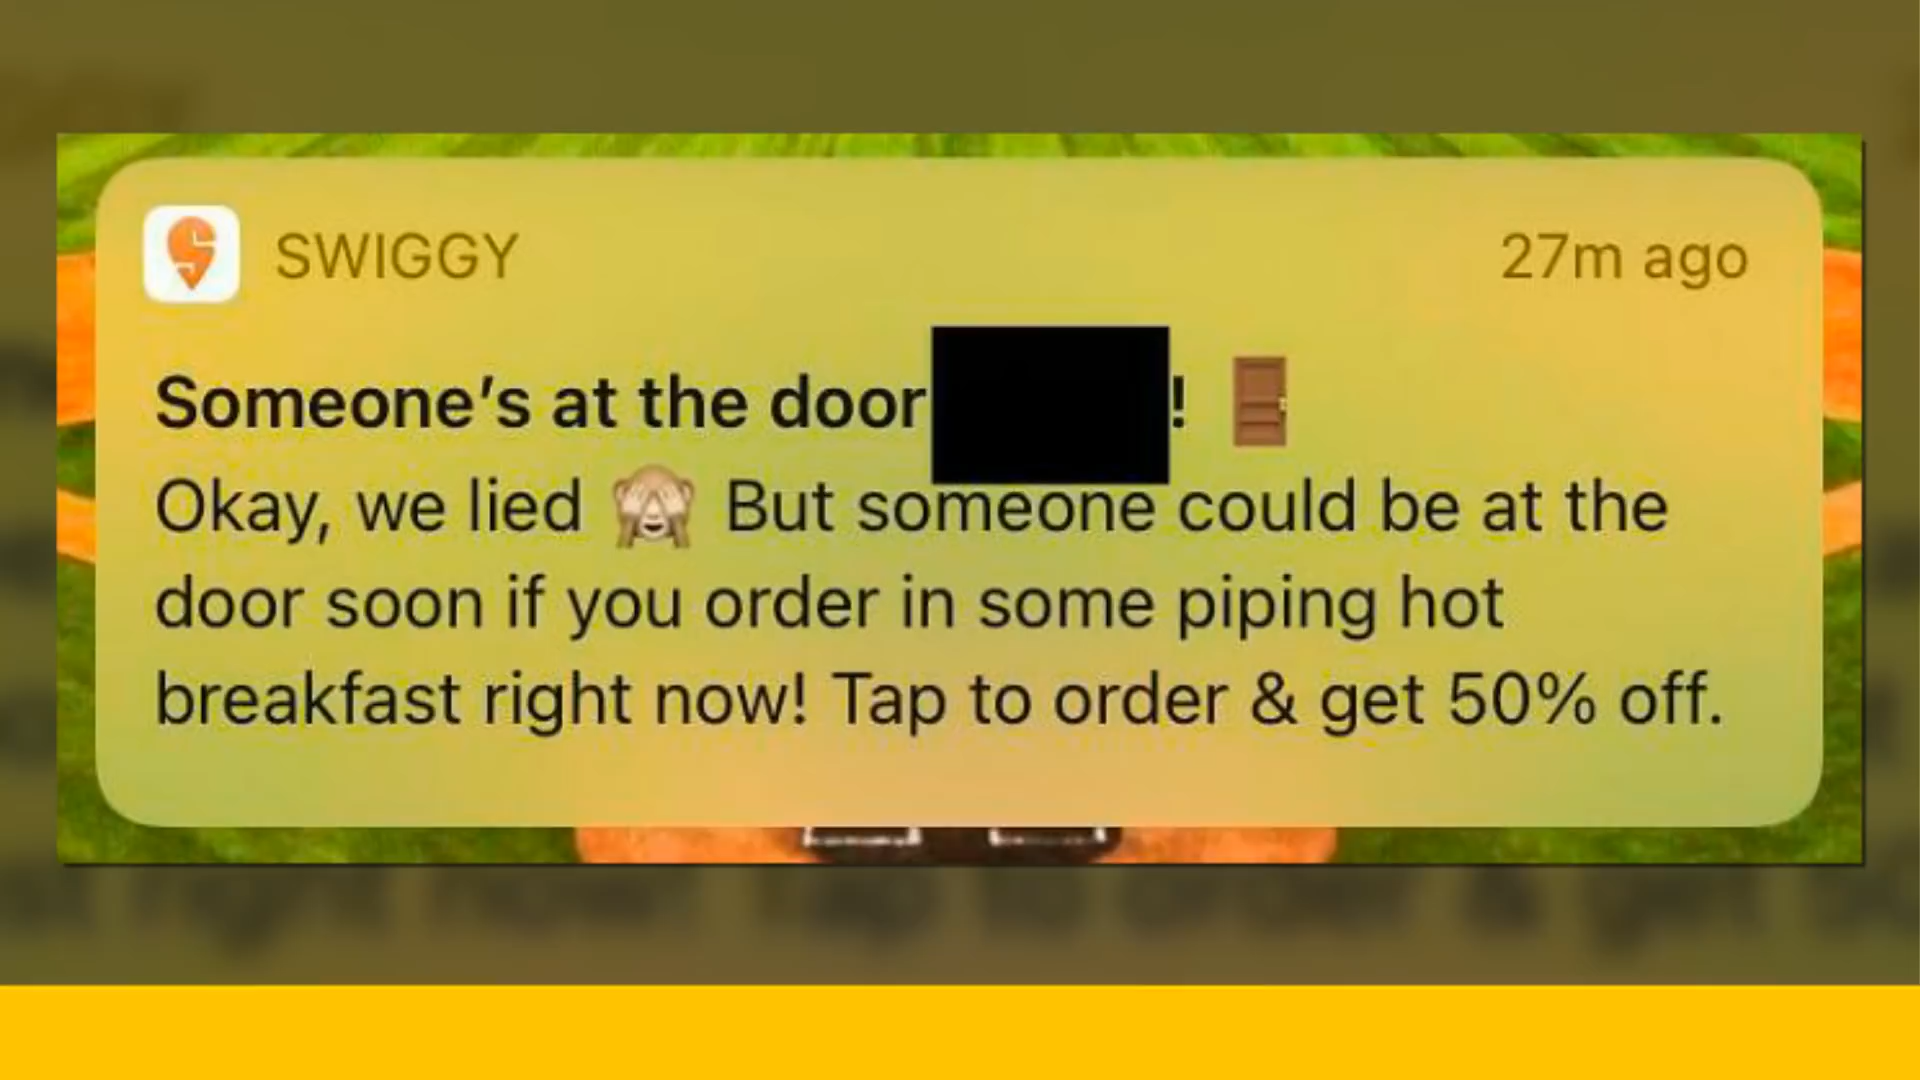 SWIGGY
27m ago
Someone’s at the door ! 🚪
Okay, we lied 🙈 But someone could be at the
door soon if you order in some piping hot
breakfast right now! Tap to order & get 50% off.